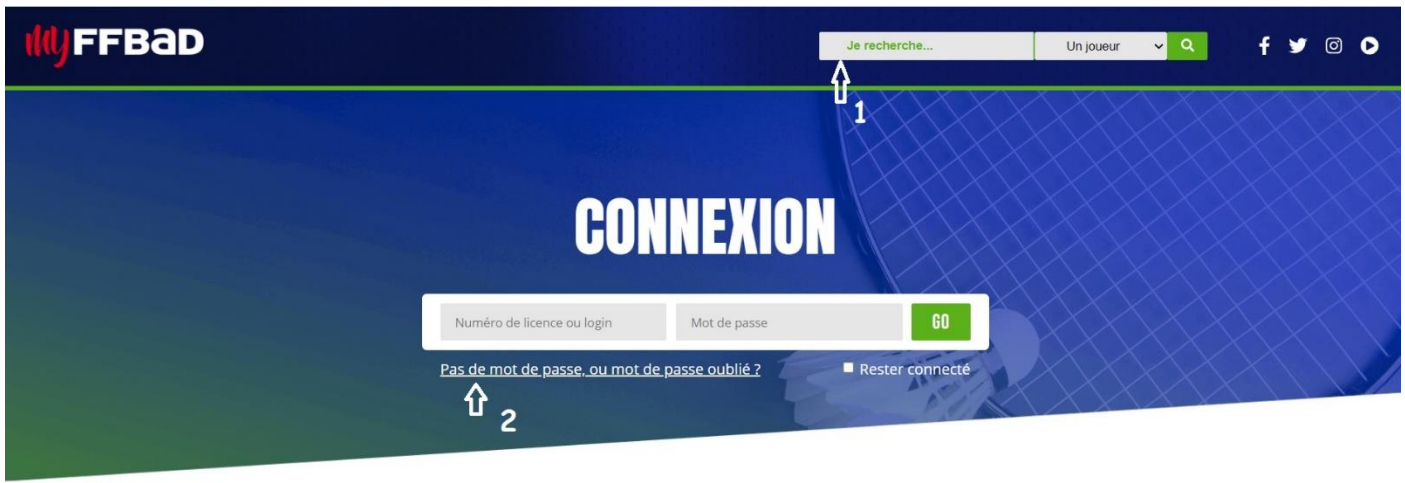 myFFBaD
Je recherche... Un joueur
1
CONNEXION
Numéro de licence ou login Mot de passe GO
Pas de mot de passe, ou mot de passe oublié ? Rester connecté
2